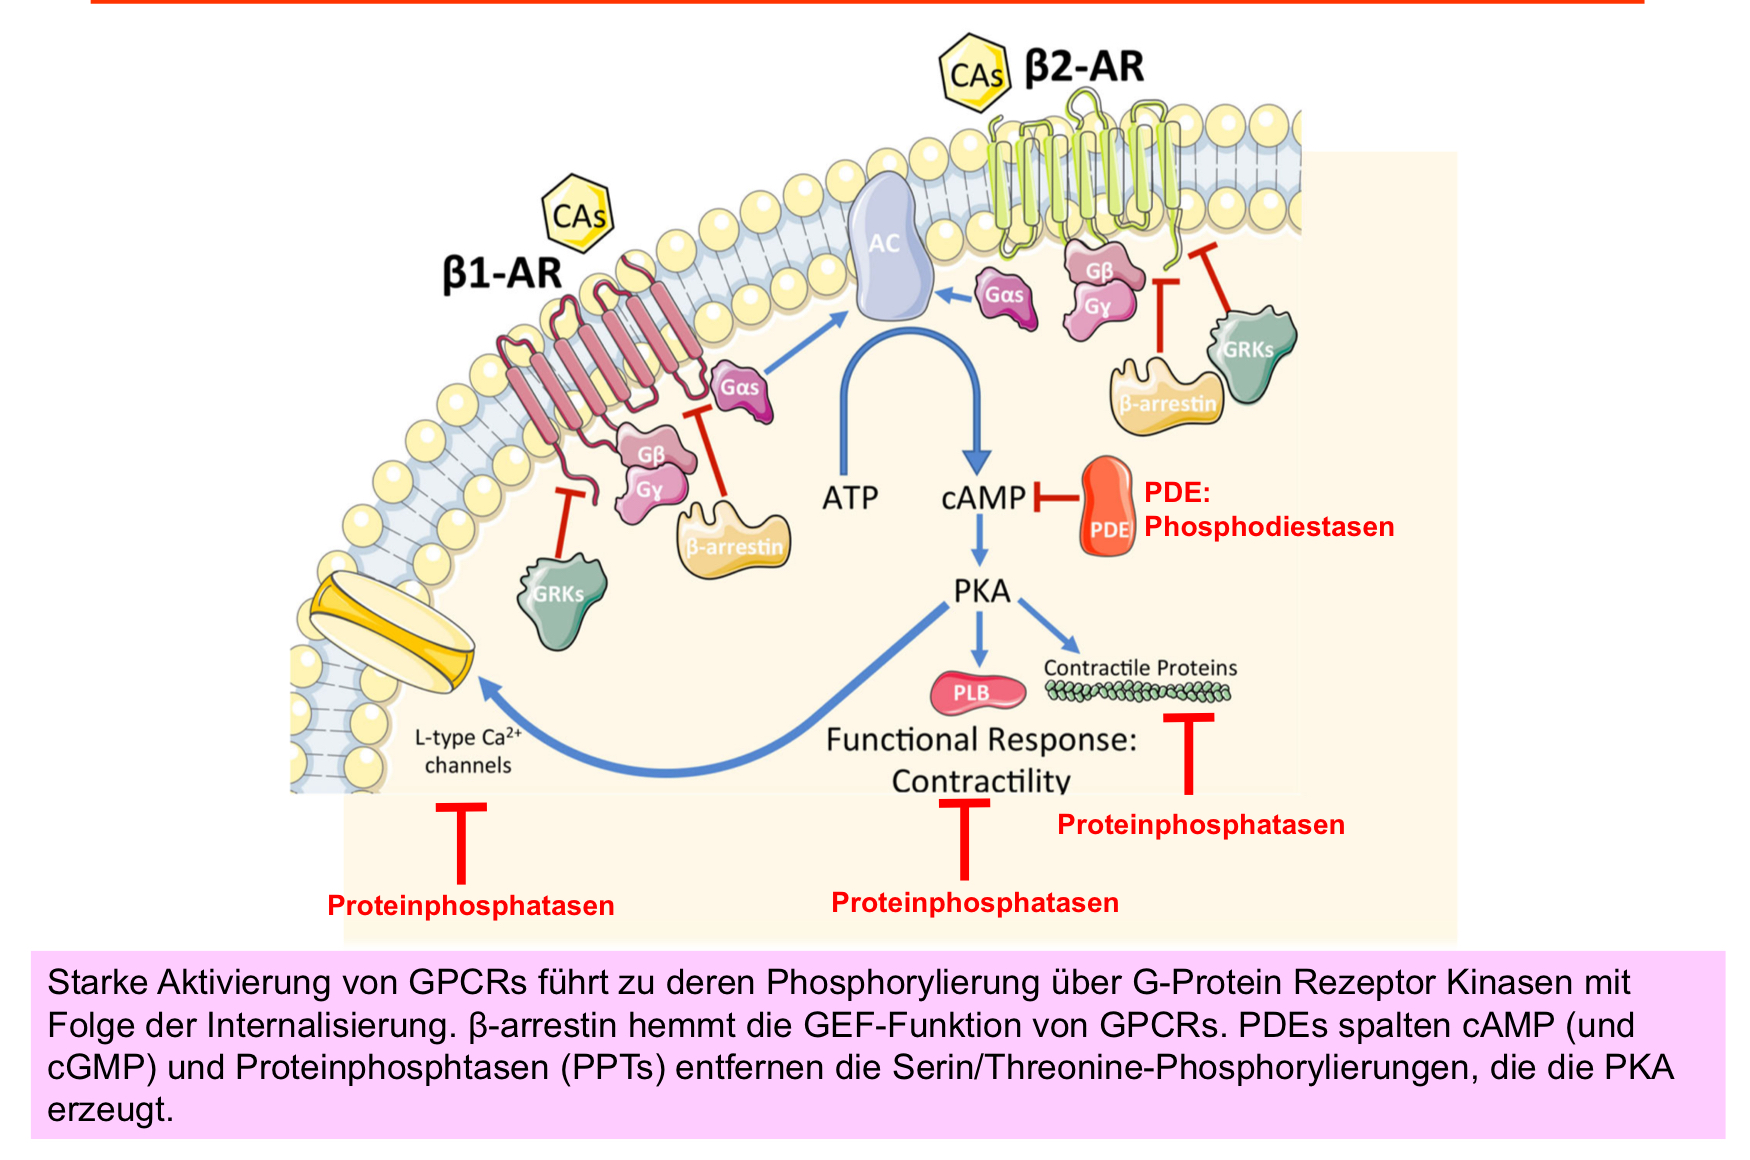 CAs
β2-AR
CAs
β1-AR
AC
Gαs
Gβ
Gγ
GRKs
β-arrestin
Gαs
Gβ
Gγ
β-arrestin
GRKs
ATP
cAMP
PDE
PDE:
Phosphodiestasen
PKA
PLB
Contractile Proteins
L-type Ca²⁺
channels
Functional Response:
Contractility
Proteinphosphatasen
Proteinphosphatasen
Proteinphosphatasen
Starke Aktivierung von GPCRs führt zu deren Phosphorylierung über G-Protein Rezeptor Kinasen mit
Folge der Internalisierung. β-arrestin hemmt die GEF-Funktion von GPCRs. PDEs spalten cAMP (und
cGMP) und Proteinphosphtasen (PPTs) entfernen die Serin/Threonine-Phosphorylierungen, die die PKA
erzeugt.